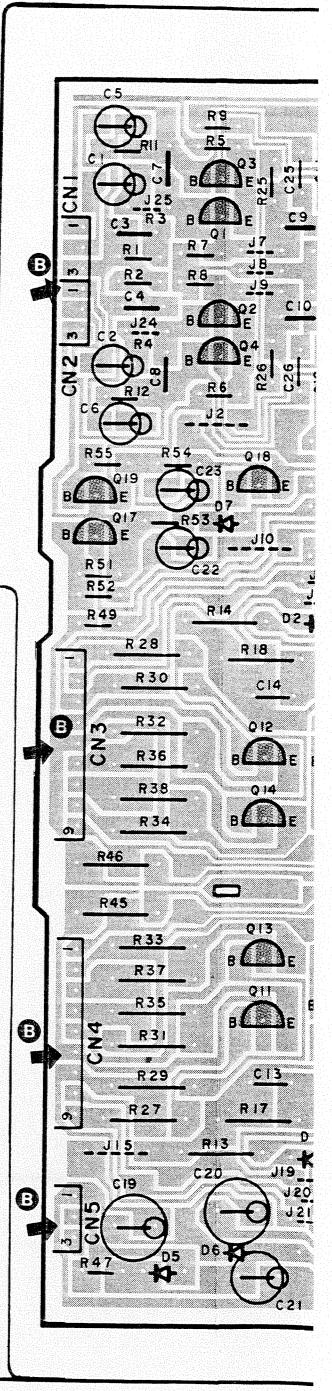 C5
R9
R11
R5
C1
C7
Q3
B E
R25
C25
CN1
J25
R3
C3
Q1
B E
C9
1
R1
R7
J7
J8
B
3
R2
R8
J9
1
C4
Q2
B E
C10
J24
R4
3
C2
Q4
B E
CN2
C8
R26
C26
R12
R6
C6
J2
R55
R54
Q18
B E
Q19
B E
C23
D7
Q17
B E
R53
J10
C22
R51
R52
R49
R14
D2
1
R28
R18
R30
C14
B
CN3
R32
Q12
B E
R36
R38
Q14
B E
9
R34
R46
R45
1
R33
Q13
B E
R37
Q11
B E
R35
B
CN4
R31
R29
C13
9
R27
R17
J15
R13
D
C19
C20
J19
B
1
J20
CN5
J21
3
D5
D6
R47
C21